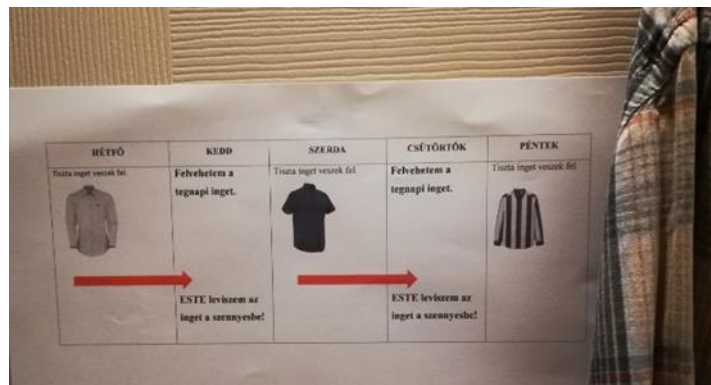 HÉTFŐ KEDD SZERDA CSÜTÖRTÖK PÉNTEK
Tiszta inget veszek fel.
Felvehetem a
tegnapi inget.
ESTE leviszem az
inget a szennyesbe!
Tiszta inget veszek fel.
Felvehetem a
tegnapi inget.
ESTE leviszem az
inget a szennyesbe!
Tiszta inget veszek fel.